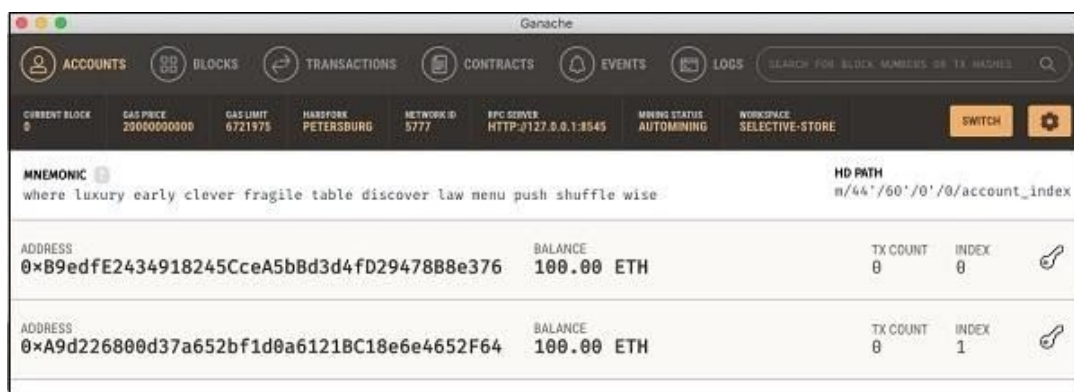 Ganache
ACCOUNTS BLOCKS TRANSACTIONS CONTRACTS EVENTS LOGS SEARCH FOR BLOCK NUMBERS OR TX HASHES
CURRENT BLOCK GAS PRICE GAS LIMIT HARDFORK NETWORK ID RPC SERVER MINING STATUS WORKSPACE
0 20000000000 6721975 PETERSBURG 5777 HTTP://127.0.0.1:8545 AUTOMINING SELECTIVE-STORE SWITCH
MNEMONIC ? HD PATH
where luxury early clever fragile table discover law menu push shuffle wise m/44'/60'/0'/0/account_index
ADDRESS BALANCE TX COUNT INDEX
0×B9edfE2434918245CceA5bBd3d4fD29478B8e376 100.00 ETH 0 0
ADDRESS BALANCE TX COUNT INDEX
0×A9d226800d37a652bf1d0a6121BC18e6e4652F64 100.00 ETH 0 1